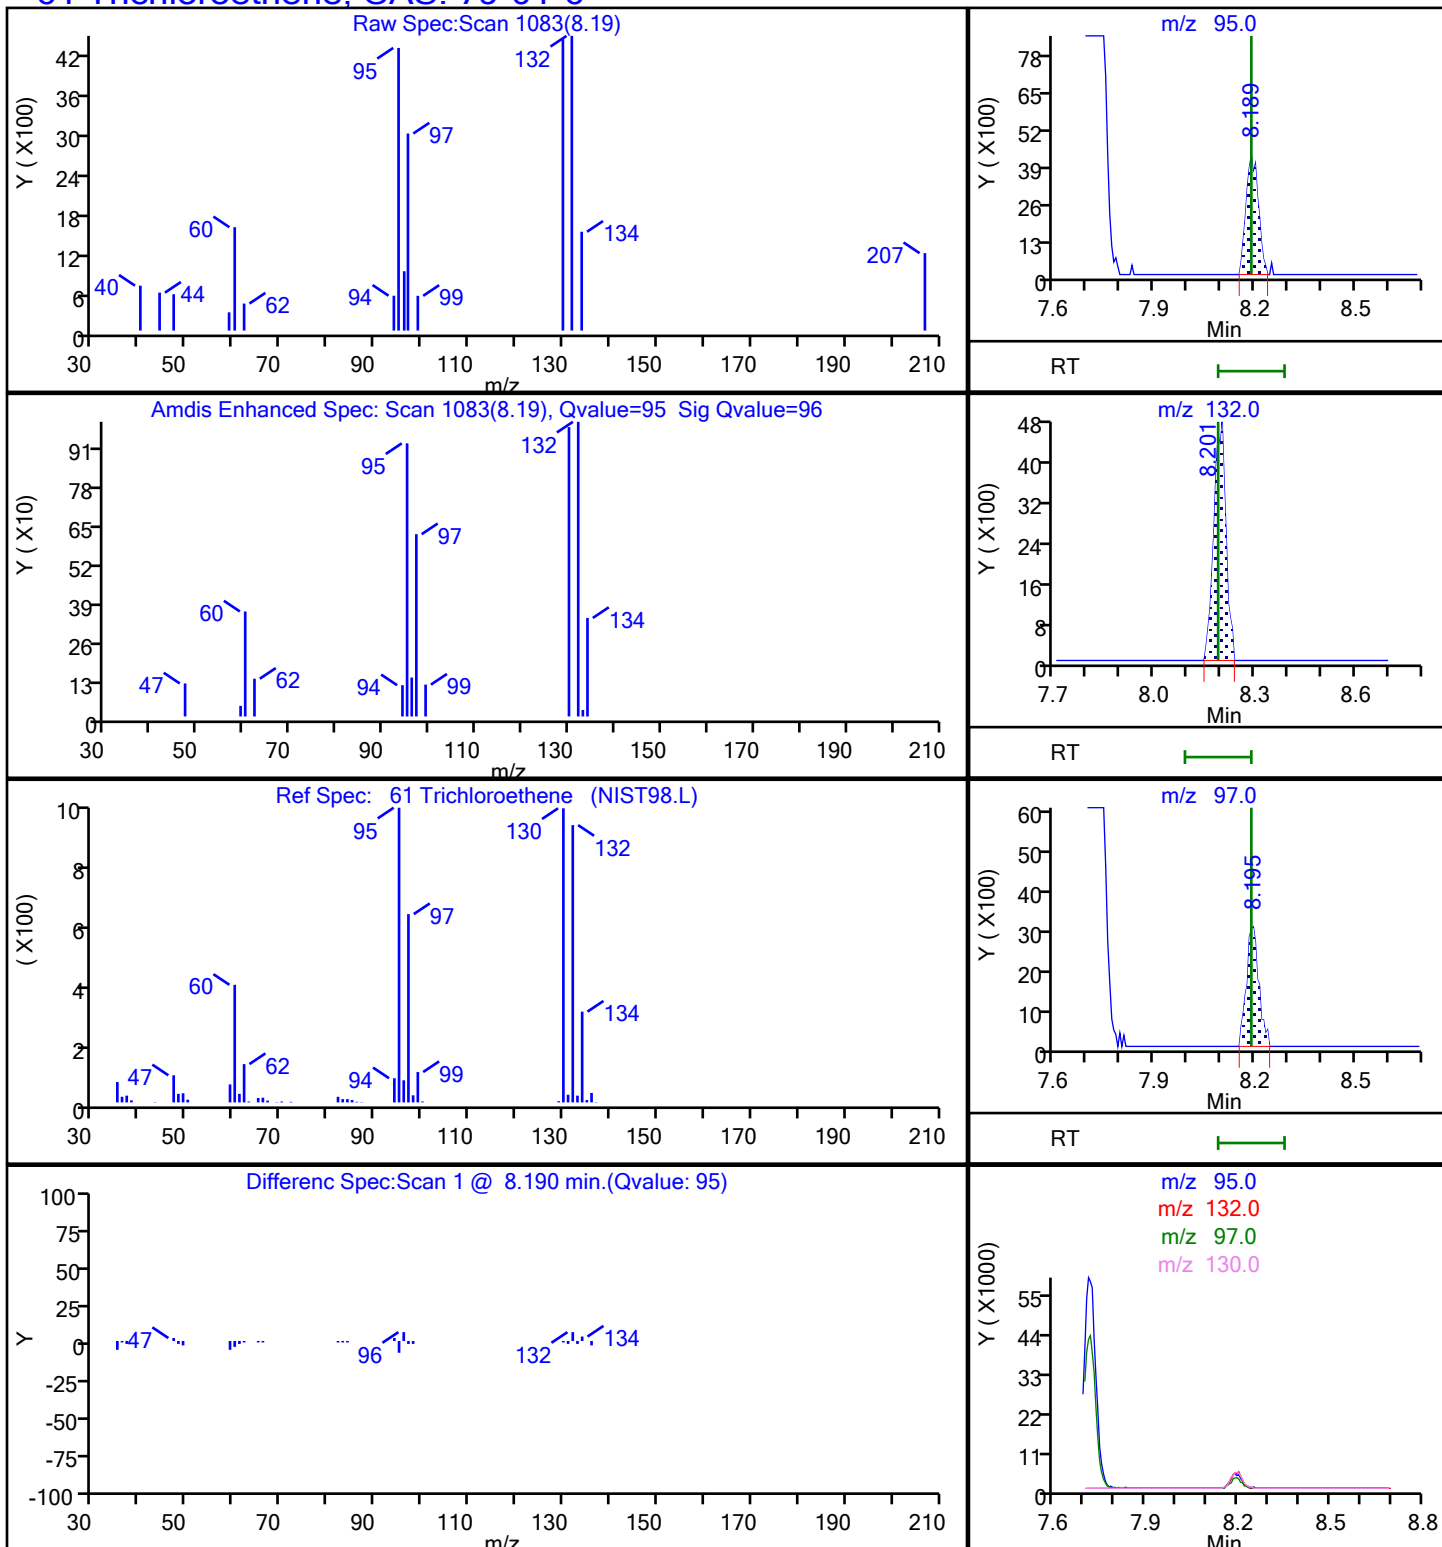 Raw Spec:Scan 1083(8.19)
Y ( X100)
42
36
30
24
18
12
6
0
40
44
60
62
94
95
97
99
132
134
207
30 50 70 90 110 130 150 170 190 210
m/z
m/z 95.0
Y ( X100)
78
65
52
39
26
13
0
8.189
7.6 7.9 8.2 8.5
Min
RT
Amdis Enhanced Spec: Scan 1083(8.19), Qvalue=95 Sig Qvalue=96
Y ( X10)
91
78
65
52
39
26
13
0
47
60
62
94
95
97
99
132
134
30 50 70 90 110 130 150 170 190 210
m/z
m/z 132.0
Y ( X100)
48
40
32
24
16
8
0
8.201
7.7 8.0 8.3 8.6
Min
RT
Ref Spec: 61 Trichloroethene (NIST98.L)
( X100)
10
8
6
4
2
0
47
60
62
94
95
97
99
130
132
134
30 50 70 90 110 130 150 170 190 210
m/z 97.0
Y ( X100)
60
50
40
30
20
10
0
8.195
7.6 7.9 8.2 8.5
Min
RT
Differenc Spec:Scan 1 @ 8.190 min.(Qvalue: 95)
Y
100
75
50
25
0
-25
-50
-75
-100
47
96
132
134
30 50 70 90 110 130 150 170 190 210
m/z
m/z 95.0
m/z 132.0
m/z 97.0
m/z 130.0
Y ( X1000)
55
44
33
22
11
0
7.6 7.9 8.2 8.5 8.8
Min